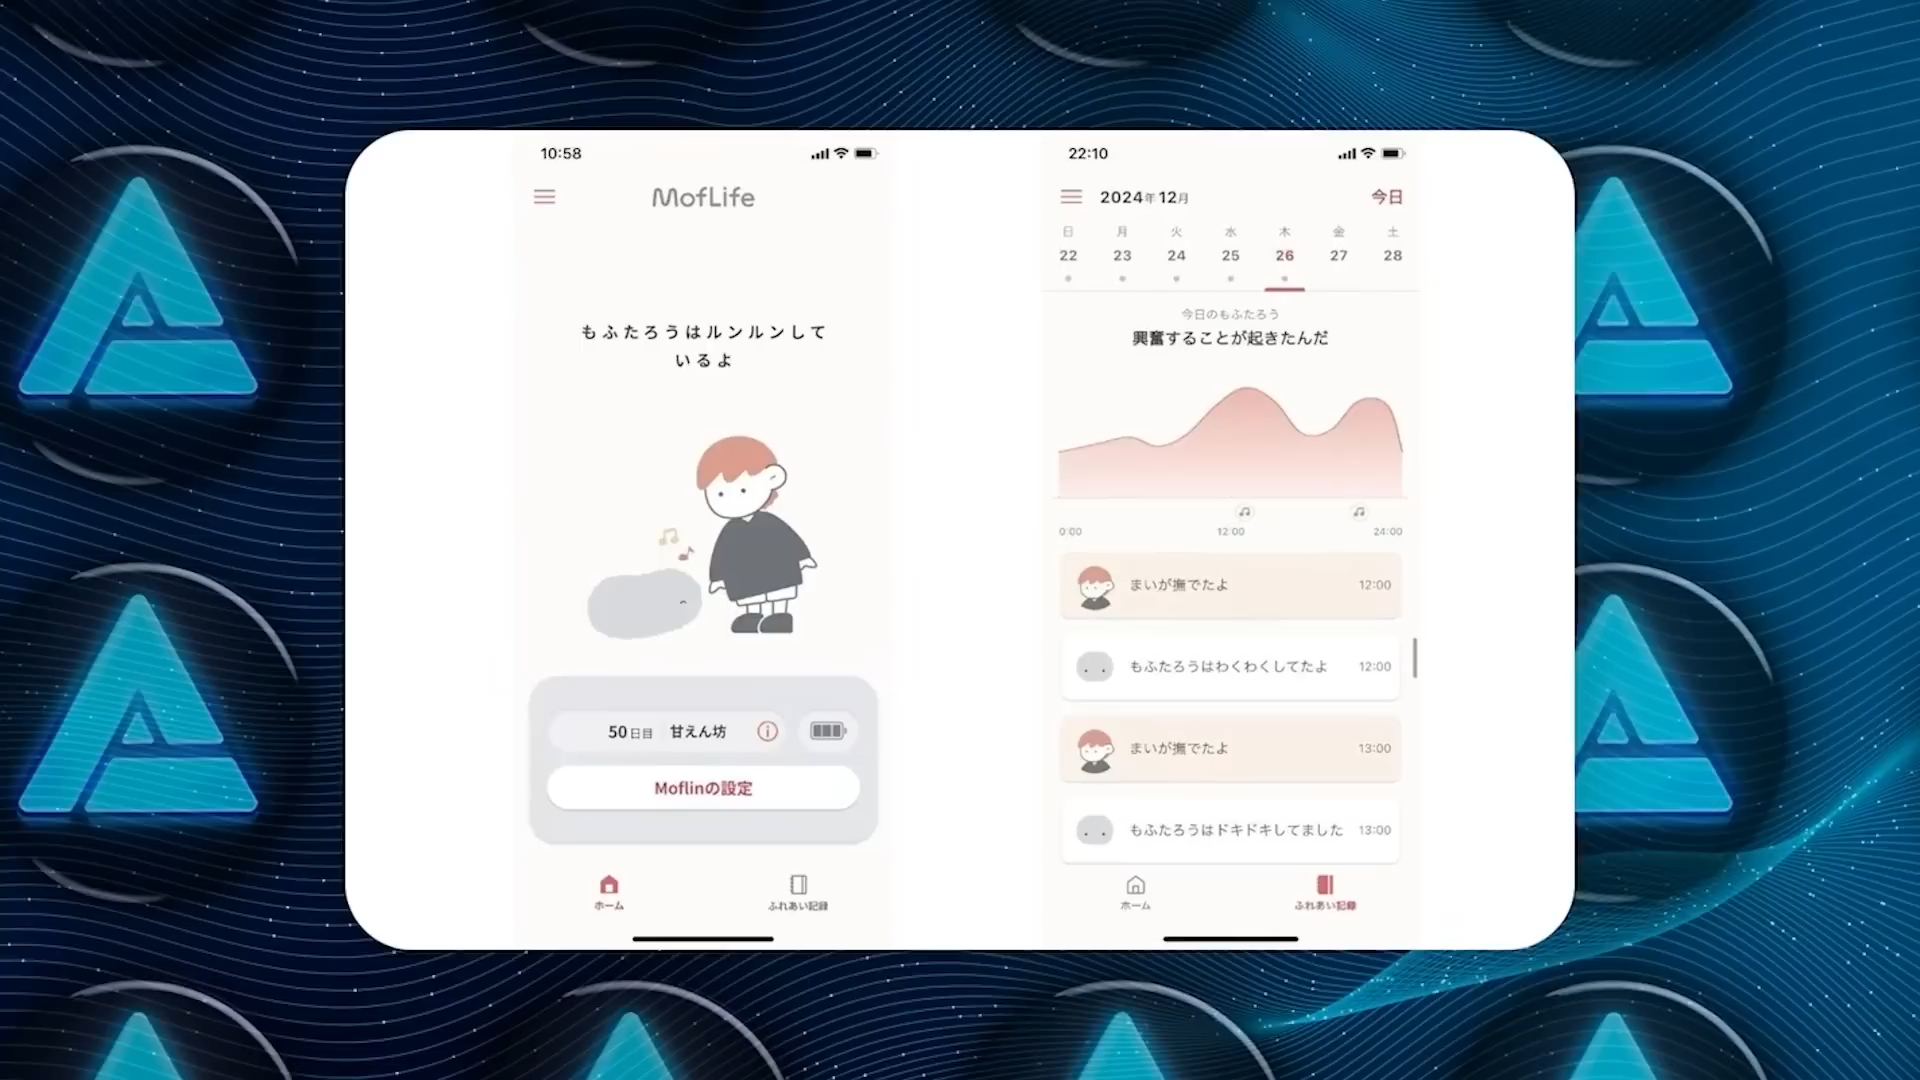 10:58
MofLife
もふたろうはルンルンして
いるよ
50日目 甘えん坊
Moflinの設定
ホーム ふれあい記録
22:10
2024年12月 今日
日 月 火 水 木 金 土
22 23 24 25 26 27 28
今日のもふたろう
興奮することが起きたんだ
0:00 12:00 24:00
まいが撫でたよ 12:00
もふたろうはわくわくしてたよ 12:00
まいが撫でたよ 13:00
もふたろうはドキドキしてました 13:00
ホーム ふれあい記録